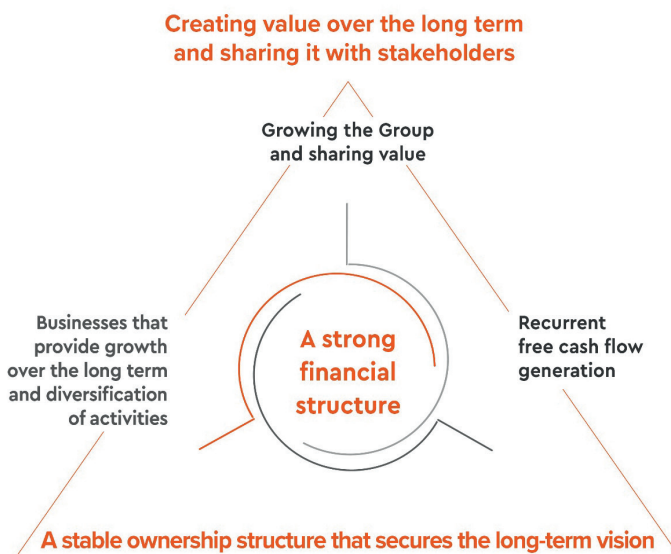 Creating value over the long term
and sharing it with stakeholders
Growing the Group
and sharing value
Businesses that
provide growth
over the long term
and diversification
of activities
A strong
financial
structure
Recurrent
free cash flow
generation
A stable ownership structure that secures the long-term vision